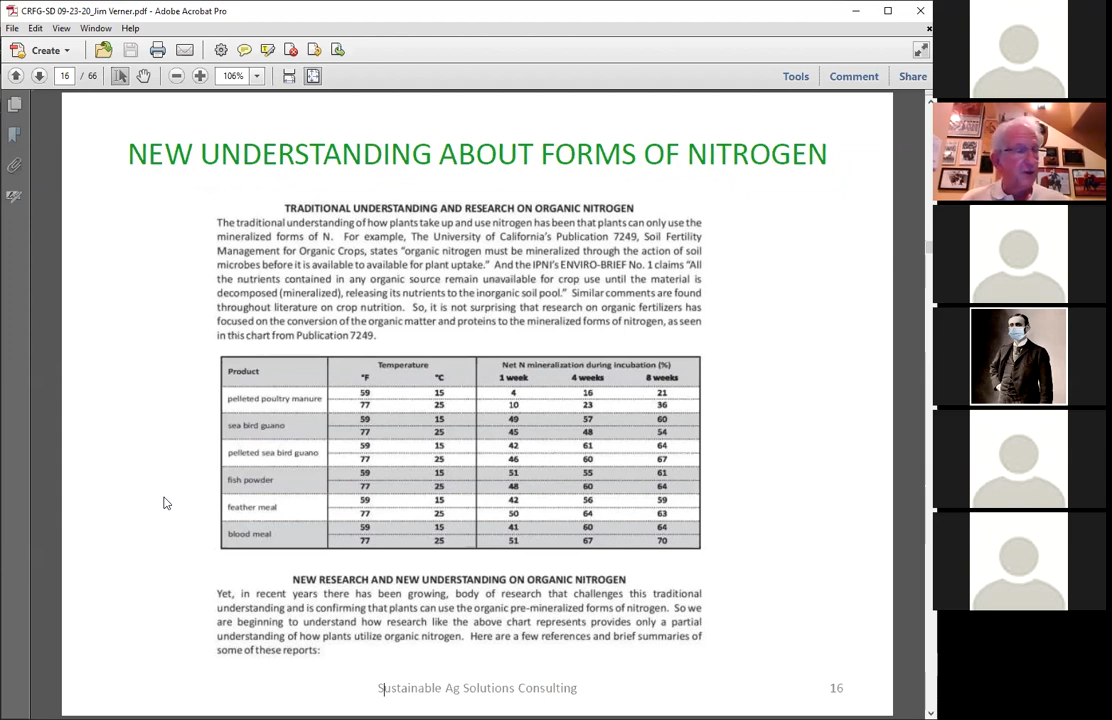 CRFG-SD 09-23-20_Jim Verner.pdf - Adobe Acrobat Pro
File Edit View Window Help
Create
16 / 66 106% Tools Comment Share
NEW UNDERSTANDING ABOUT FORMS OF NITROGEN
TRADITIONAL UNDERSTANDING AND RESEARCH ON ORGANIC NITROGEN
The traditional understanding of how plants take up and use nitrogen has been that plants can only use the
mineralized forms of N. For example, The University of California's Publication 7249, Soil Fertility
Management for Organic Crops, states "organic nitrogen must be mineralized through the action of soil
microbes before it is available to available for plant uptake." And the IPNI's ENVIRO-BRIEF No. 1 claims "All
the nutrients contained in any organic source remain unavailable for crop use until the material is
decomposed (mineralized), releasing its nutrients to the inorganic soil pool." Similar comments are found
throughout literature on crop nutrition. So, it is not surprising that research on organic fertilizers has
focused on the conversion of the organic matter and proteins to the mineralized forms of nitrogen, as seen
in this chart from Publication 7249.
Product Temperature Net N mineralization during incubation (%)
°F °C 1 week 4 weeks 8 weeks
pelleted poultry manure 59 15 4 16 21
77 25 10 23 36
sea bird guano 59 15 49 57 60
77 25 45 48 54
pelleted sea bird guano 59 15 42 61 64
77 25 46 60 67
fish powder 59 15 51 55 61
77 25 48 60 64
feather meal 59 15 42 56 59
77 25 50 64 63
blood meal 59 15 41 60 64
77 25 51 67 70
NEW RESEARCH AND NEW UNDERSTANDING ON ORGANIC NITROGEN
Yet, in recent years there has been growing, body of research that challenges this traditional
understanding and is confirming that plants can use the organic pre-mineralized forms of nitrogen. So we
are beginning to understand how research like the above chart represents provides only a partial
understanding of how plants utilize organic nitrogen. Here are a few references and brief summaries of
some of these reports:
Sustainable Ag Solutions Consulting 16